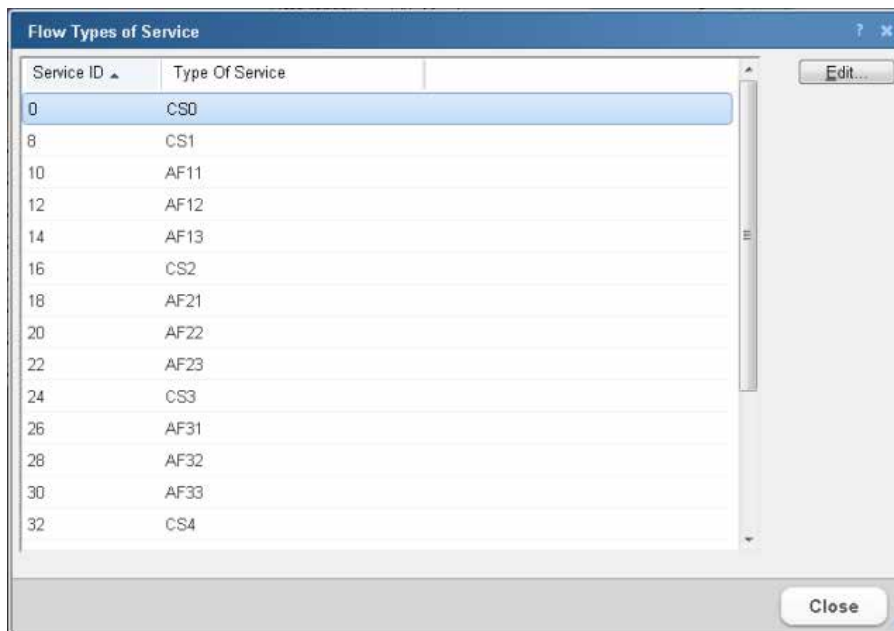 Flow Types of Service ? ×
Service ID Type Of Service
Edit...
0 CS0
8 CS1
10 AF11
12 AF12
14 AF13
16 CS2
18 AF21
20 AF22
22 AF23
24 CS3
26 AF31
28 AF32
30 AF33
32 CS4
Close